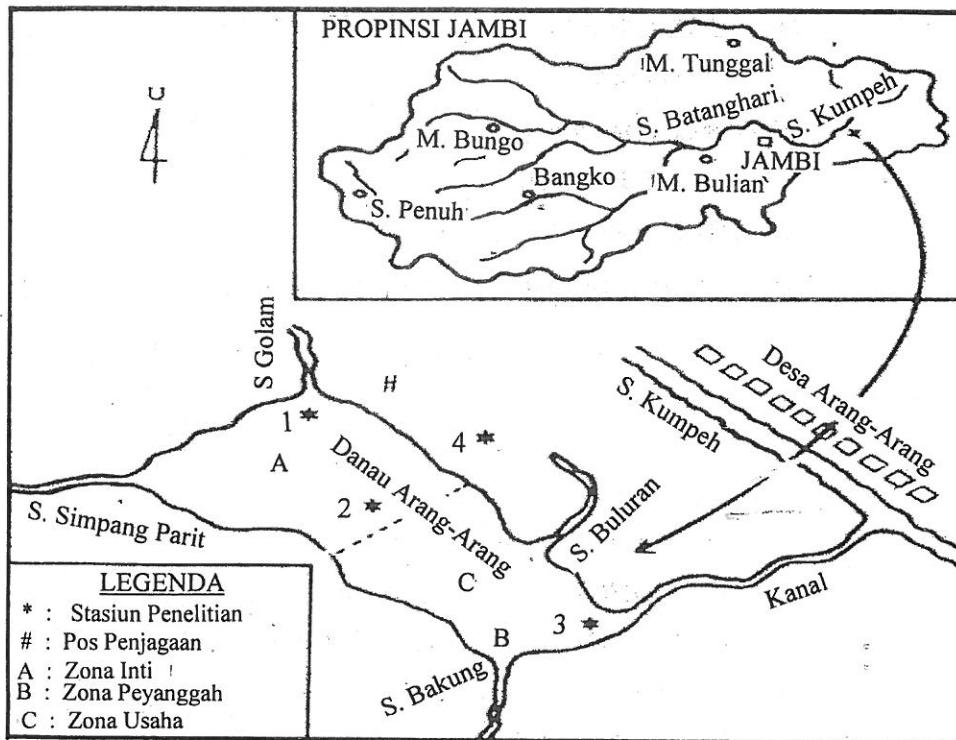 PROPINSI JAMBI
M. Tunggal
S. Batanghari
S. Kumpeh
M. Bungo
JAMBI
Bangko
M. Bulian
S. Penuh
U
S Golam
#
1
A
4
Danau Arang-Arang
2
S. Simpang Parit
S. Kumpeh
Desa Arang-Arang
S. Buluran
C
Kanal
3
B
S. Bakung
LEGENDA
* : Stasiun Penelitian
# : Pos Penjagaan
A : Zona Inti
B : Zona Peyanggah
C : Zona Usaha